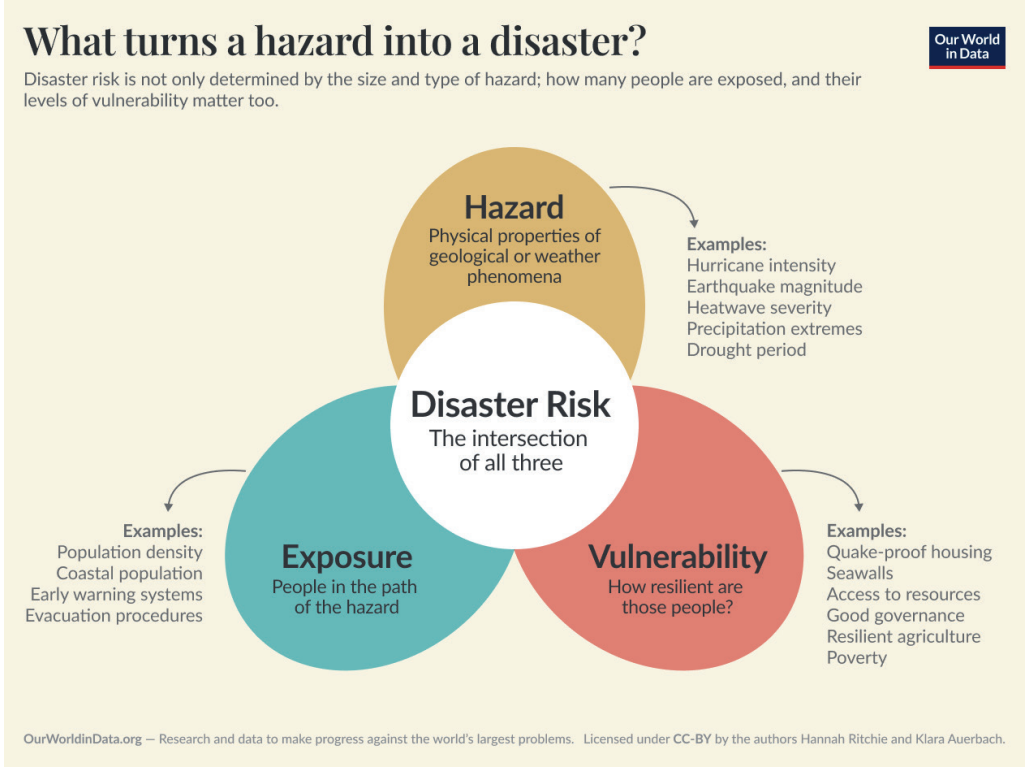 What turns a hazard into a disaster?
Our World
in Data
Disaster risk is not only determined by the size and type of hazard; how many people are exposed, and their
levels of vulnerability matter too.
Hazard
Physical properties of
geological or weather
phenomena
Examples:
Hurricane intensity
Earthquake magnitude
Heatwave severity
Precipitation extremes
Drought period
Disaster Risk
The intersection
of all three
Examples:
Population density
Coastal population
Early warning systems
Evacuation procedures
Exposure
People in the path
of the hazard
Vulnerability
How resilient are
those people?
Examples:
Quake-proof housing
Seawalls
Access to resources
Good governance
Resilient agriculture
Poverty
OurWorldinData.org — Research and data to make progress against the world's largest problems. Licensed under CC-BY by the authors Hannah Ritchie and Klara Auerbach.